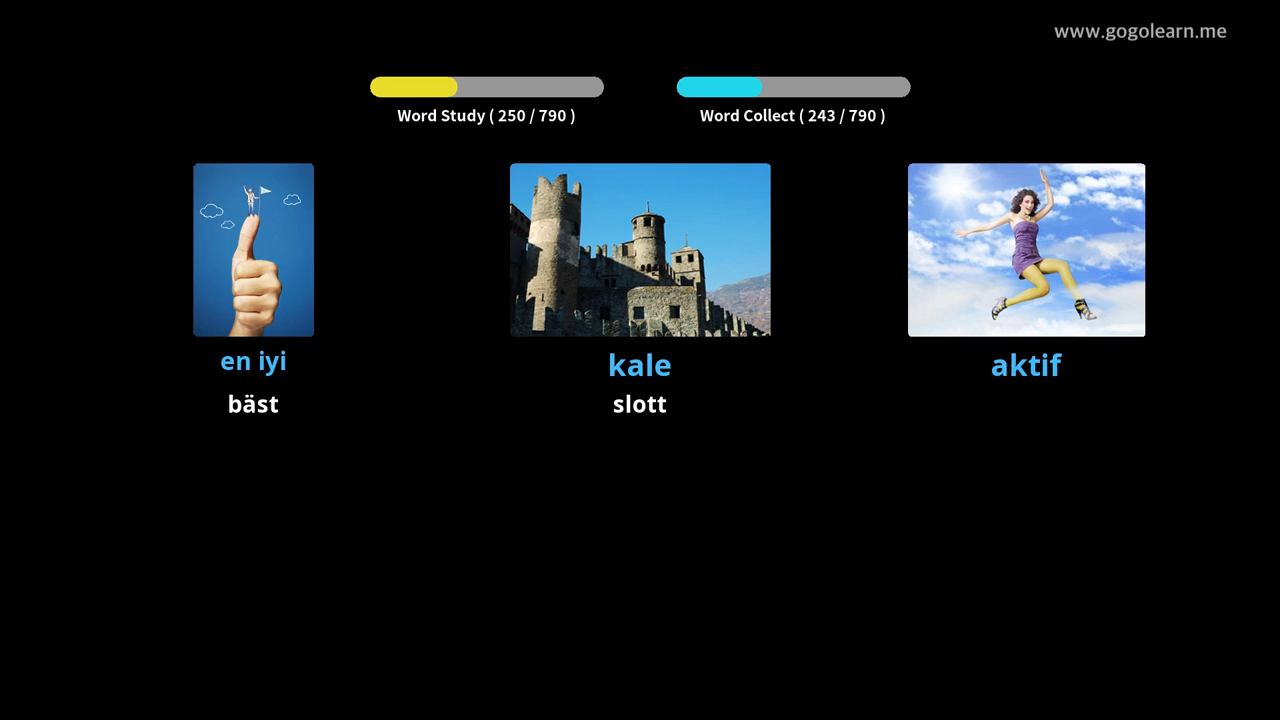 www.gogolearn.me
Word Study ( 250 / 790 )
Word Collect ( 243 / 790 )
en iyi
kale
aktif
bäst
slott